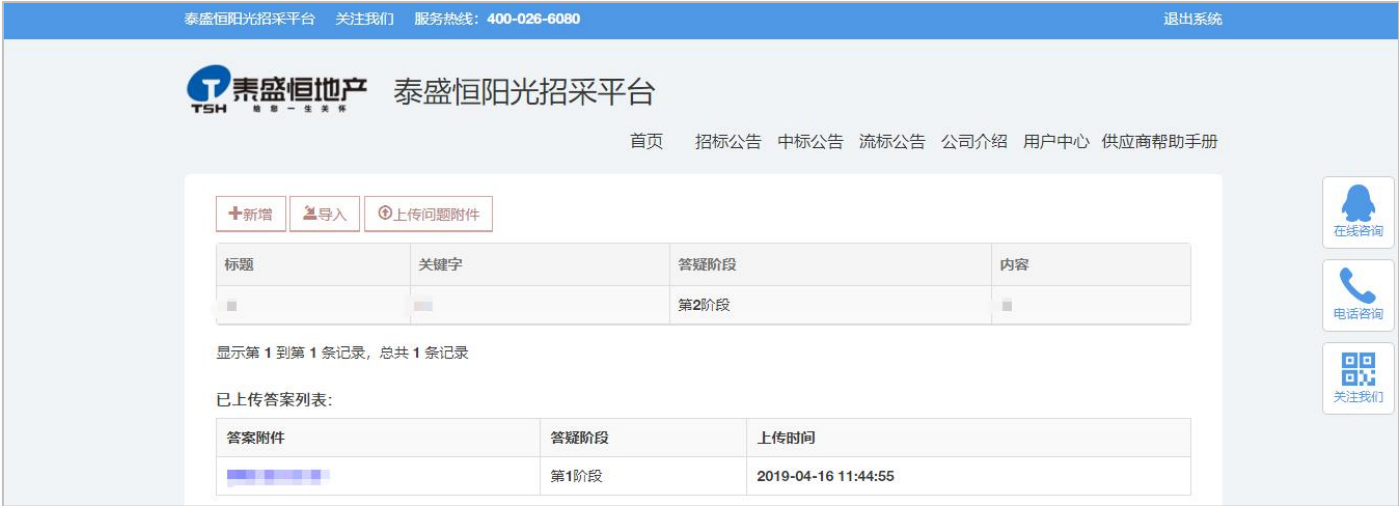 泰盛恒阳光招采平台 关注我们 服务热线：400-026-6080 退出系统
泰盛恒地产 泰盛恒阳光招采平台
TSH 给您一生关怀
首页 招标公告 中标公告 流标公告 公司介绍 用户中心 供应商帮助手册
新增 导入 上传问题附件
标题 关键字 答疑阶段 内容
第2阶段
显示第 1 到第 1 条记录，总共 1 条记录
已上传答案列表：
答案附件 答疑阶段 上传时间
第1阶段 2019-04-16 11:44:55
在线咨询
电话咨询
关注我们